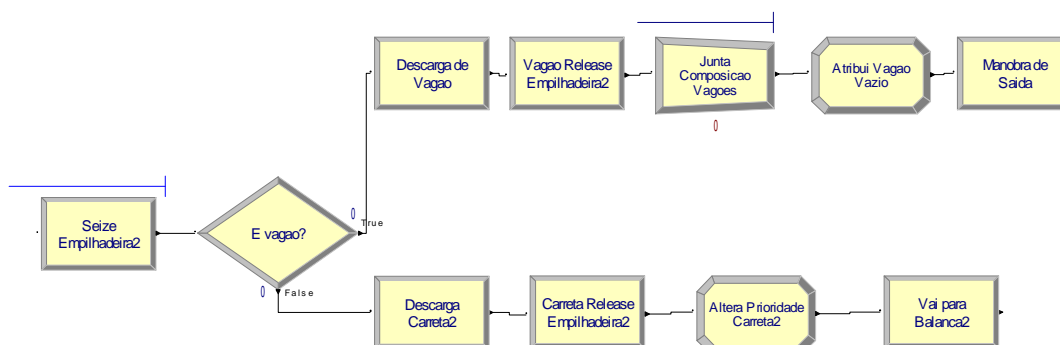 Descarga de
Vagao
Vagao Release
Empilhadeira2
Junta
Composicao
Vagoes
Atribui Vagao
Vazio
Manobra de
Saida
0
Seize
Empilhadeira2
E vagao?
0
True
0
False
Descarga
Carreta2
Carreta Release
Empilhadeira2
Altera Prioridade
Carreta2
Vai para
Balanca2